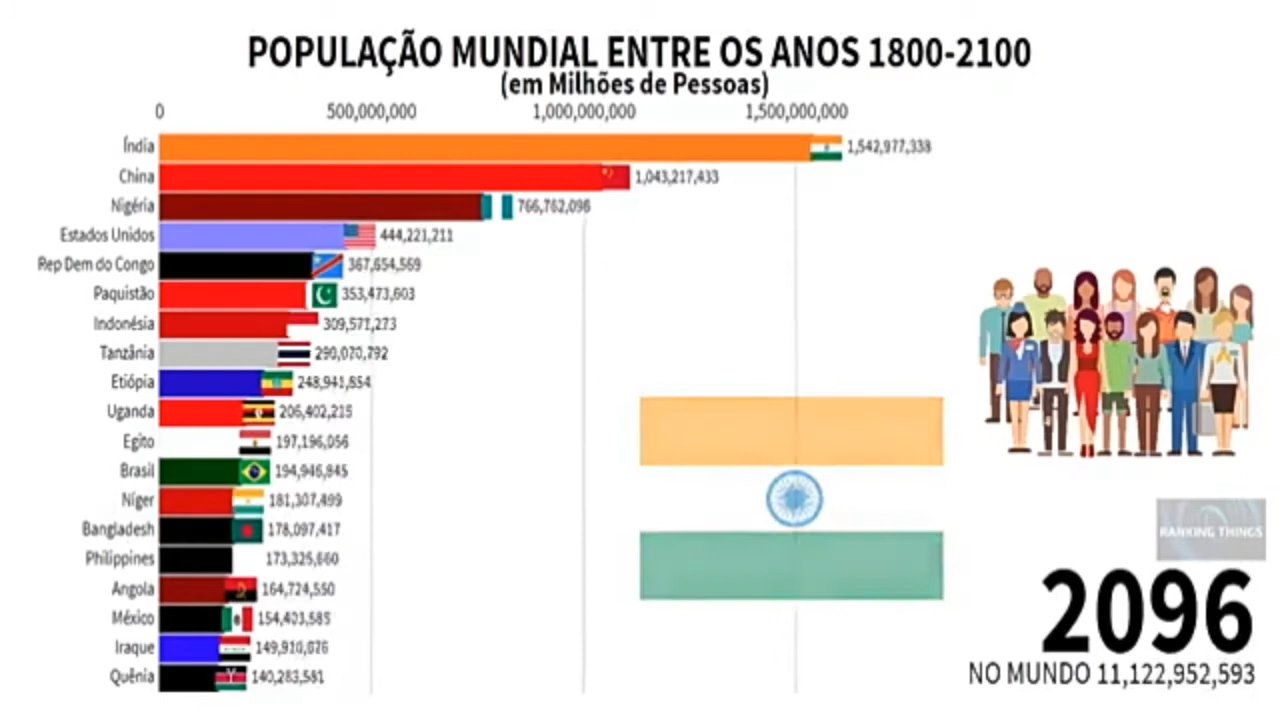 POPULAÇÃO MUNDIAL ENTRE OS ANOS 1800-2100
(em Milhões de Pessoas)
0 500,000,000 1,000,000,000 1,500,000,000
Índia 1,542,977,338
China 1,043,217,433
Nigéria 766,762,098
Estados Unidos 444,221,211
Rep Dem do Congo 367,654,569
Paquistão 353,473,603
Indonésia 309,571,273
Tanzânia 290,070,792
Etiópia 248,941,854
Uganda 206,402,215
Egito 197,196,056
Brasil 194,946,845
Níger 181,307,499
Bangladesh 178,097,417
Philippines 173,325,660
Angola 164,724,550
México 154,403,585
Iraque 149,910,876
Quênia 140,283,581
RANKING THINGS
2096
NO MUNDO 11,122,952,593